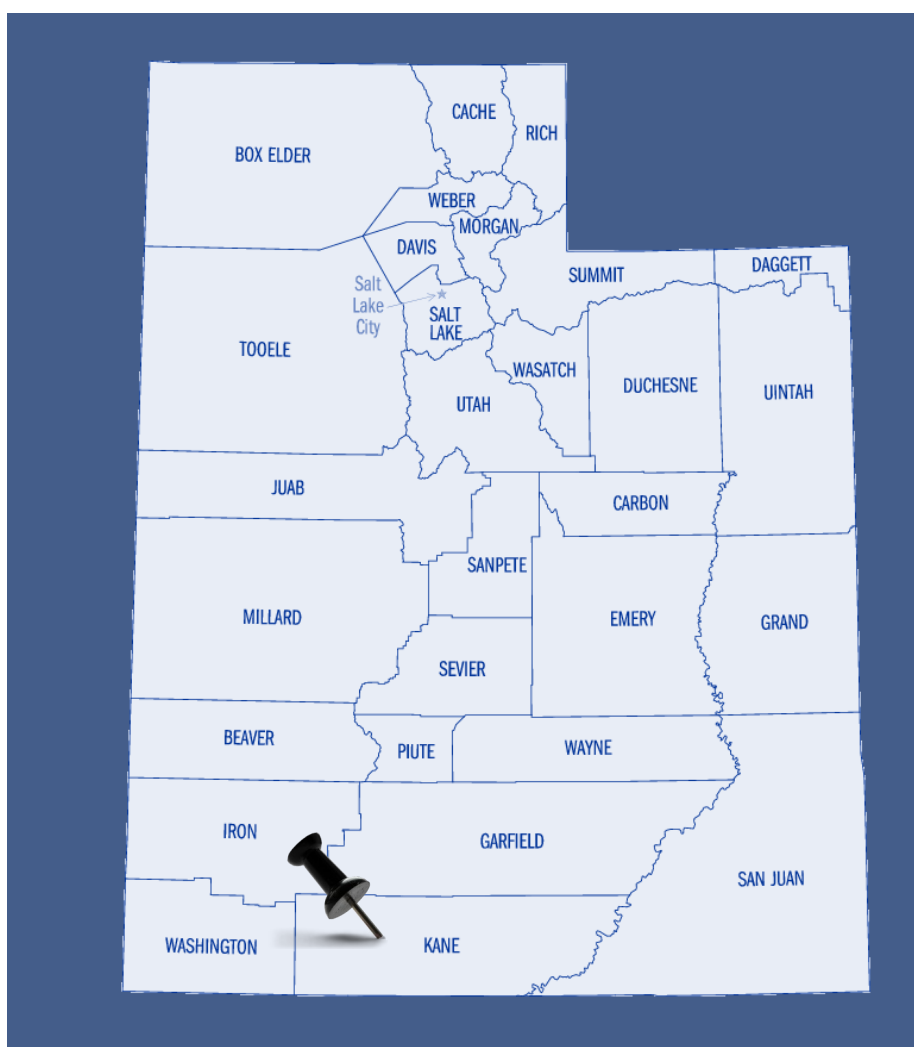 CACHE
RICH
BOX ELDER
WEBER
MORGAN
DAVIS
SUMMIT
DAGGETT
Salt
Lake
City
SALT
LAKE
TOOELE
WASATCH
DUCHESNE
UINTAH
UTAH
JUAB
CARBON
SANPETE
MILLARD
EMERY
GRAND
SEVIER
BEAVER
PIUTE
WAYNE
IRON
GARFIELD
SAN JUAN
WASHINGTON
KANE